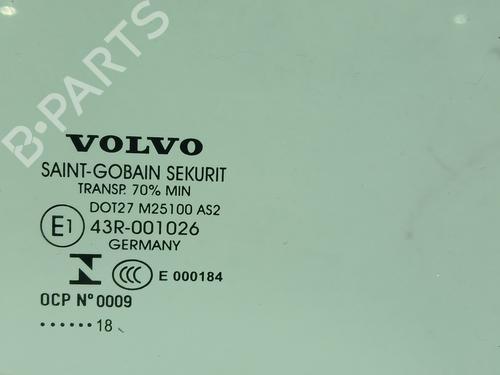 B-PARTS
VOLVO
SAINT-GOBAIN SEKURIT
TRANSP. 70% MIN
DOT27 M25100 AS2
E1 43R-001026
GERMANY
N CCC E 000184
OCP N° 0009
...... 18